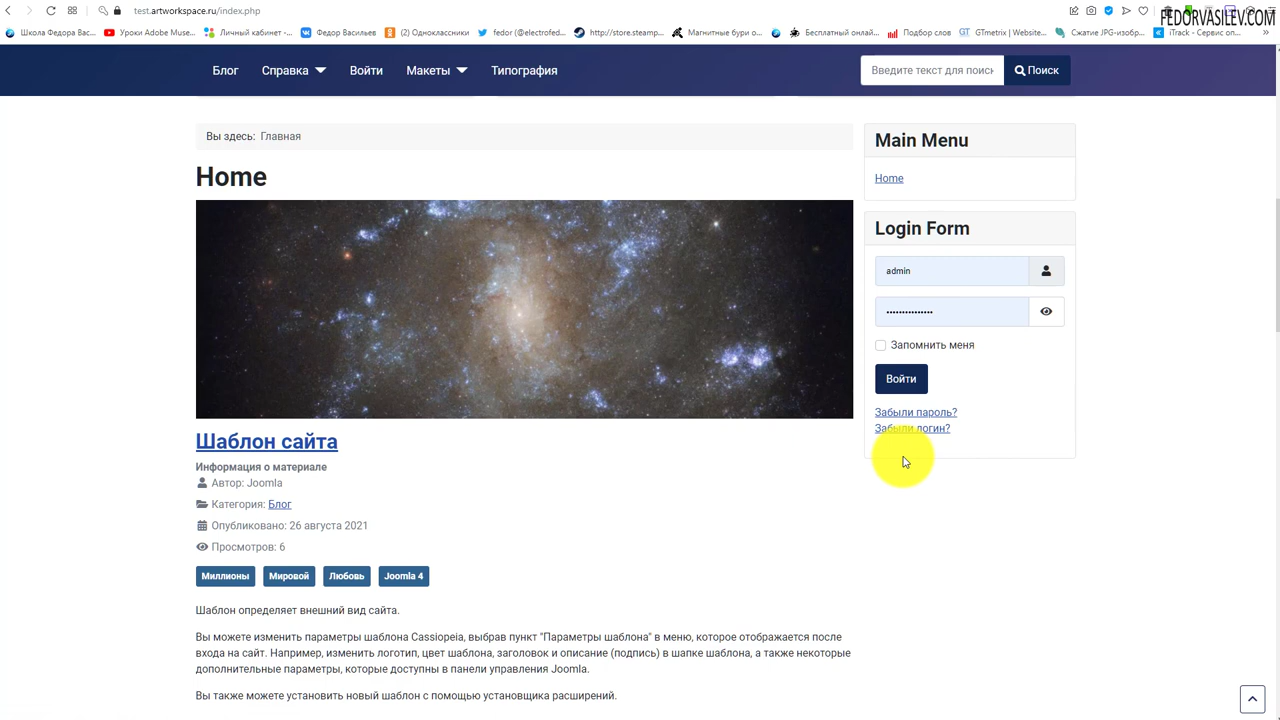 test.artworkspace.ru/index.php
FEDORVASILEV.COM
Школа Федора Вас...
Уроки Adobe Muse...
Личный кабинет -...
Федор Васильев
(2) Одноклассники
fedor (@electrofed...
http://store.steamp...
Магнитные бури о...
Бесплатный онлай...
Подбор слов
GTmetrix | Website...
Сжатие JPG-изобр...
iTrack - Сервис оп...
Блог
Справка
Войти
Макеты
Типография
Введите текст для поиск
Поиск
Вы здесь: Главная
Home
Шаблон сайта
Информация о материале
Автор: Joomla
Категория: Блог
Опубликовано: 26 августа 2021
Просмотров: 6
Миллионы
Мировой
Любовь
Joomla 4
Шаблон определяет внешний вид сайта.
Вы можете изменить параметры шаблона Cassiopeia, выбрав пункт "Параметры шаблона" в меню, которое отображается после
входа на сайт. Например, изменить логотип, цвет шаблона, заголовок и описание (подпись) в шапке шаблона, а также некоторые
дополнительные параметры, которые доступны в панели управления Joomla.
Вы также можете установить новый шаблон с помощью установщика расширений.
Main Menu
Home
Login Form
admin
Запомнить меня
Войти
Забыли пароль?
Забыли логин?